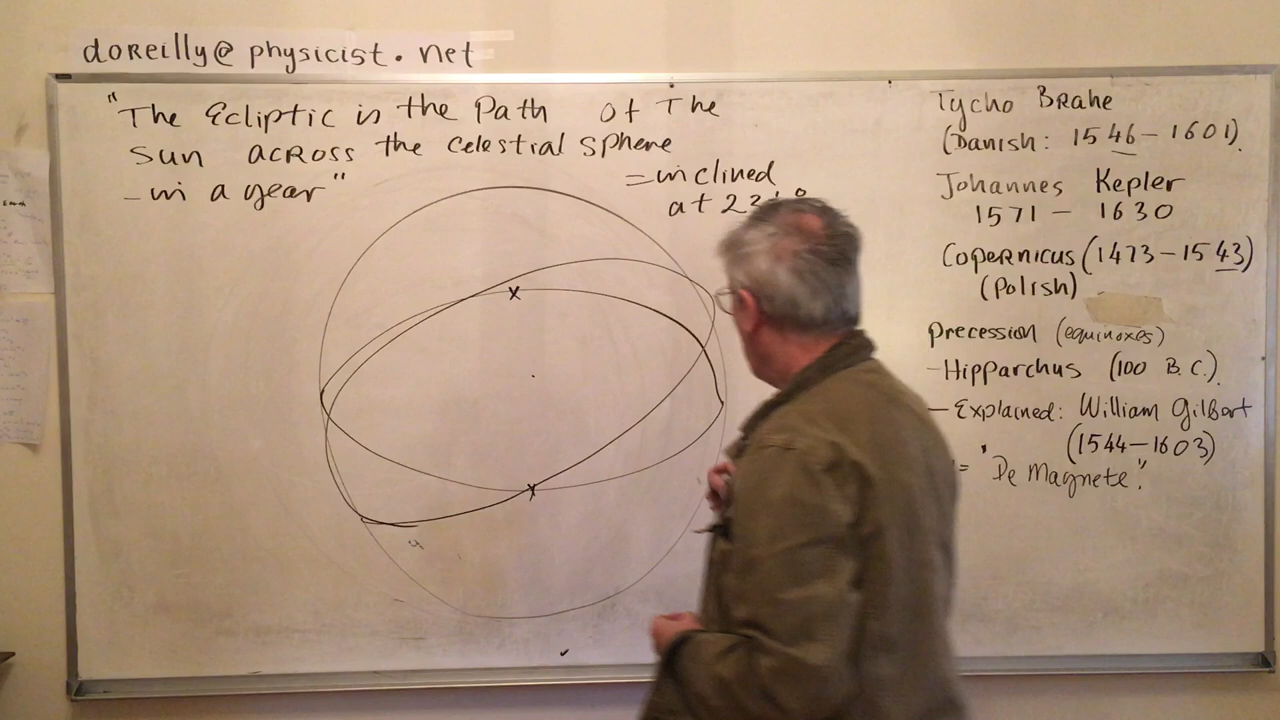 doreilly@physicist.net
"The Ecliptic is the Path of The
Sun across the celestial sphere
- in a year"
= inclined
at
Tycho Brahe
(Danish: 1546 - 1601).
Johannes Kepler
1571 - 1630
Copernicus (1473 - 1543)
(Polish)
precession (equinoxes)
- Hipparchus (100 B.C.).
- Explained: William Gilbert
(1544 - 1603)
= "De Magnete".